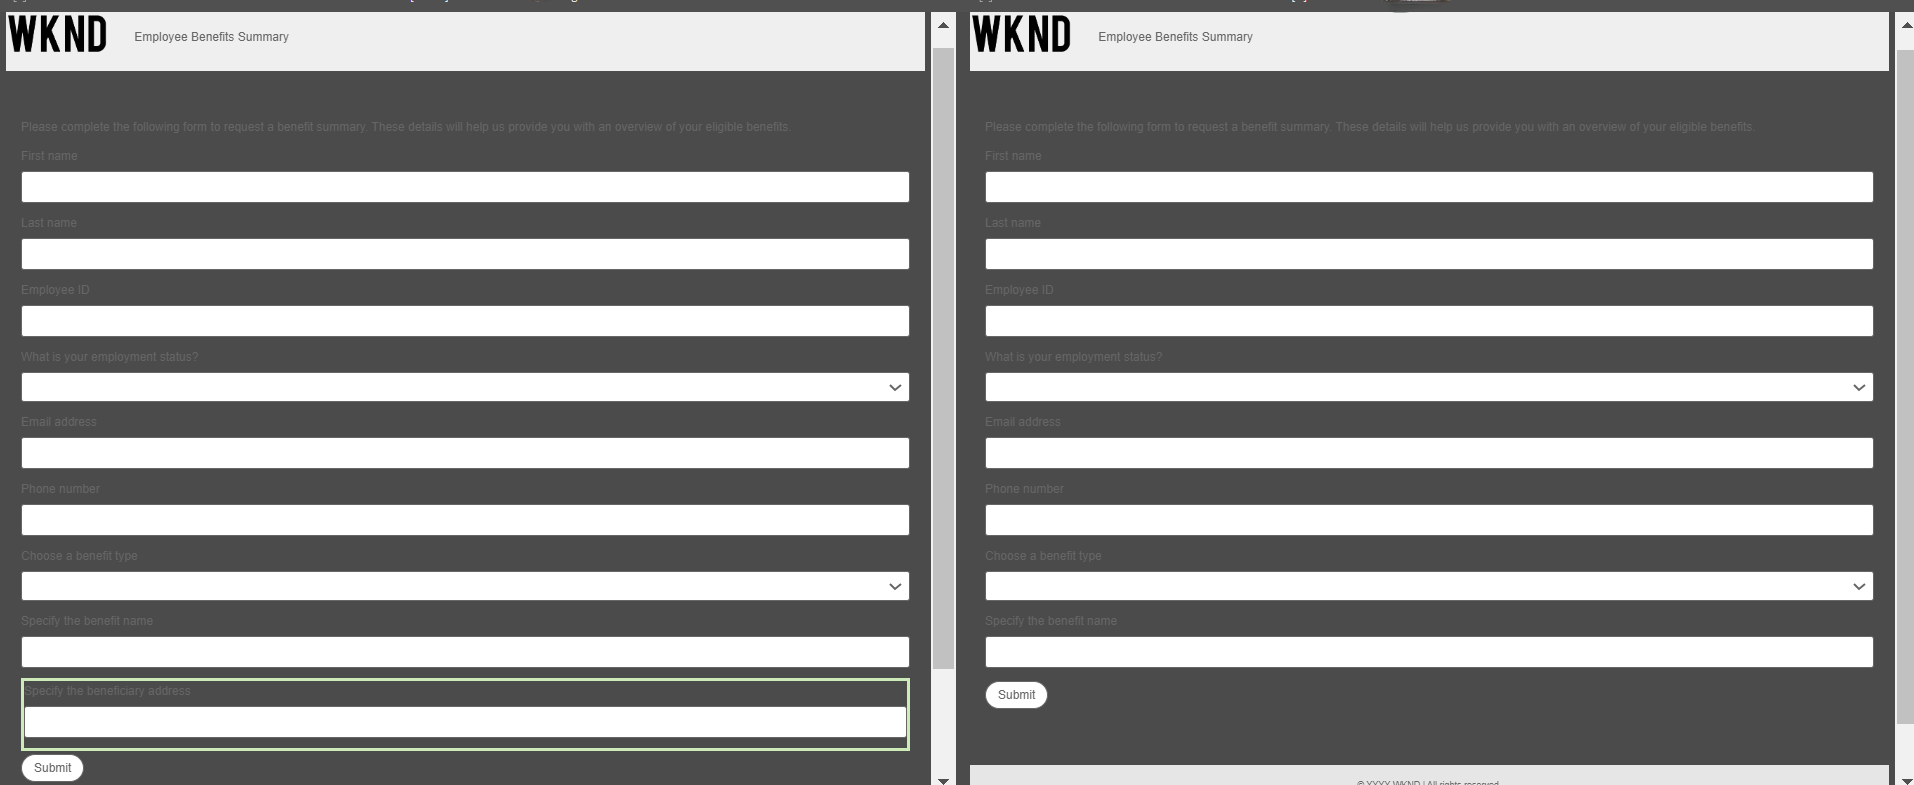 WKND
Employee Benefits Summary
Please complete the following form to request a benefit summary. These details will help us provide you with an overview of your eligible benefits.
First name
Last name
Employee ID
What is your employment status?
Email address
Phone number
Choose a benefit type
Specify the benefit name
Specify the beneficiary address
Submit
WKND
Employee Benefits Summary
Please complete the following form to request a benefit summary. These details will help us provide you with an overview of your eligible benefits.
First name
Last name
Employee ID
What is your employment status?
Email address
Phone number
Choose a benefit type
Specify the benefit name
Submit
© YYYY WKND | All rights reserved